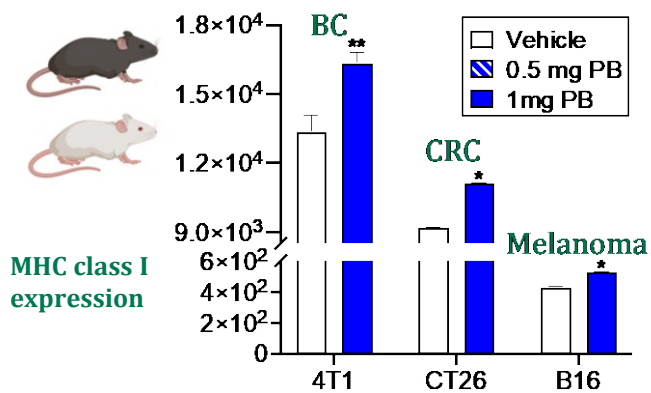 1.8×10⁴
BC
**
Vehicle
0.5 mg PB
1mg PB
1.5×10⁴
1.2×10⁴
CRC
*
9.0×10³
Melanoma
*
MHC class I
expression
6×10²
4×10²
2×10²
0
4T1 CT26 B16